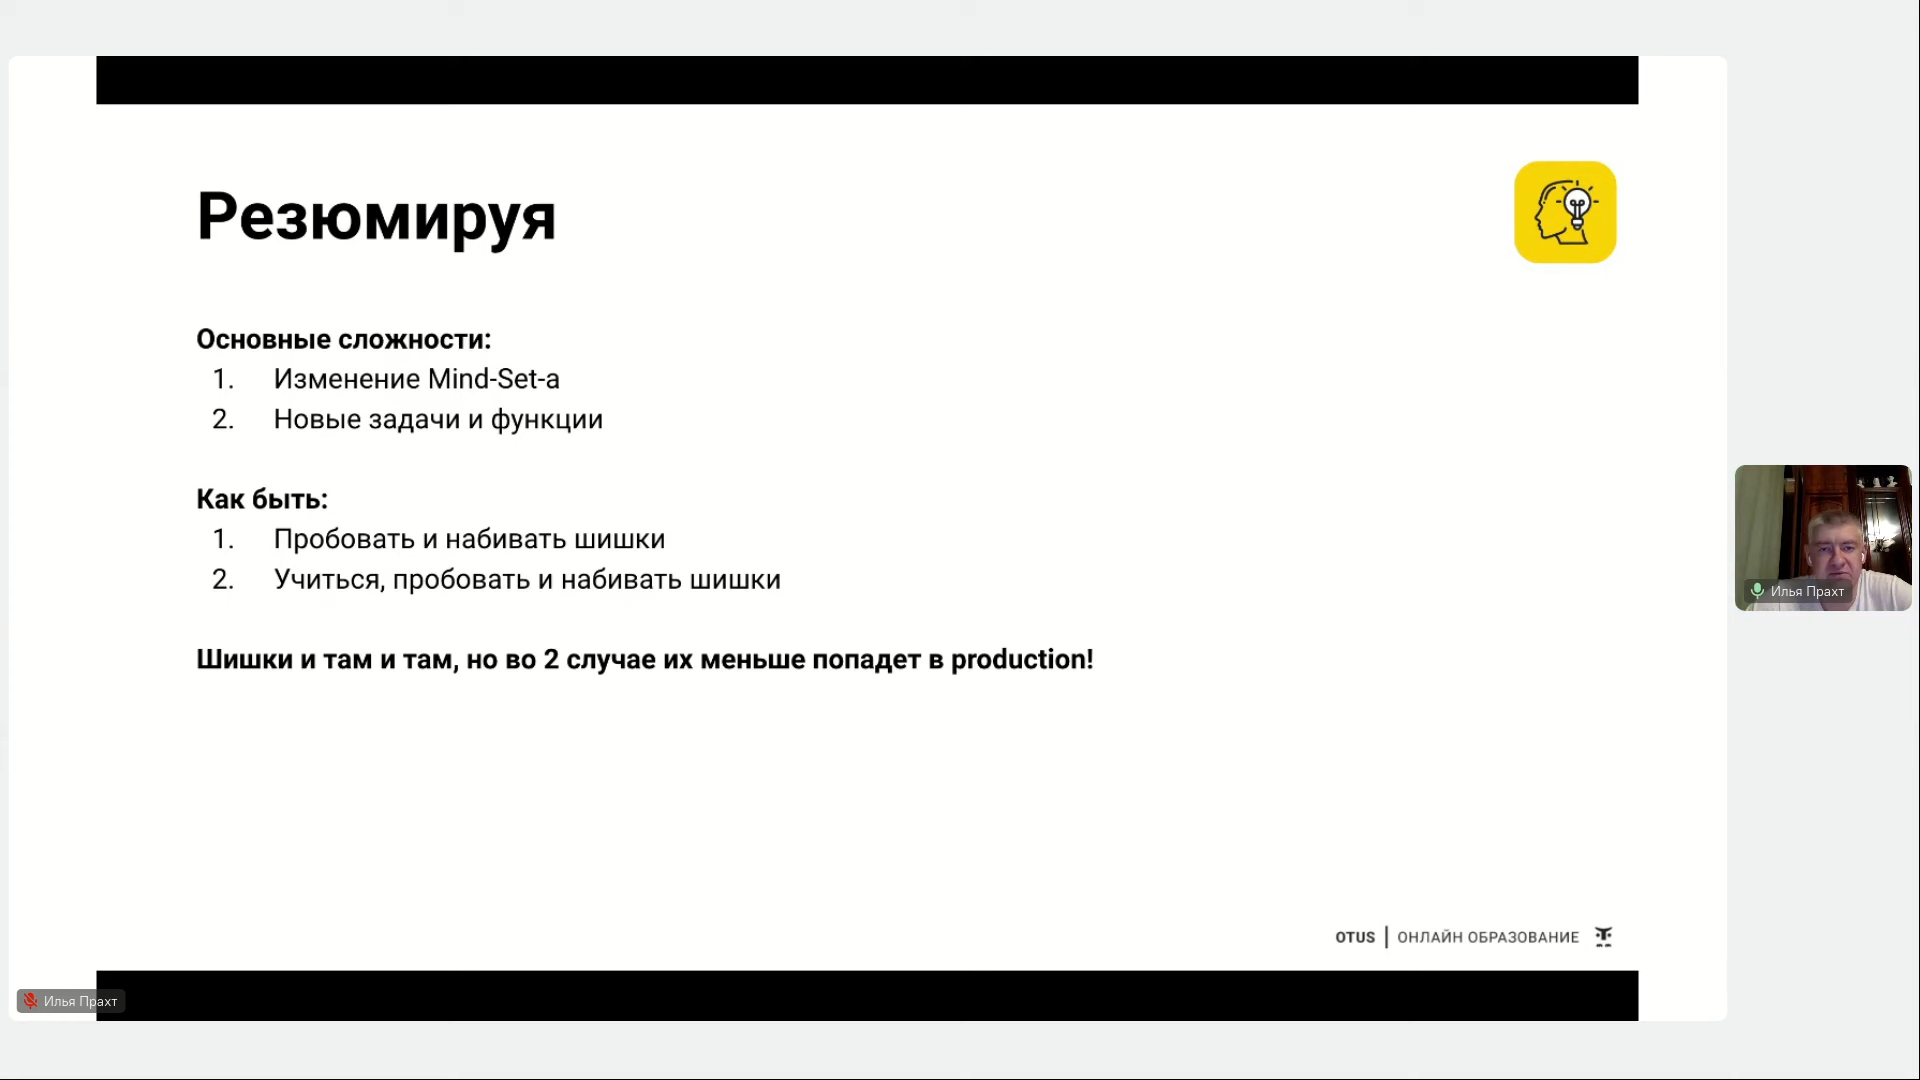 Резюмируя
Основные сложности:
1. Изменение Mind-Set-а
2. Новые задачи и функции
Как быть:
1. Пробовать и набивать шишки
2. Учиться, пробовать и набивать шишки
Шишки и там и там, но во 2 случае их меньше попадет в production!
OTUS | ОНЛАЙН ОБРАЗОВАНИЕ
Илья Прахт
Илья Прахт